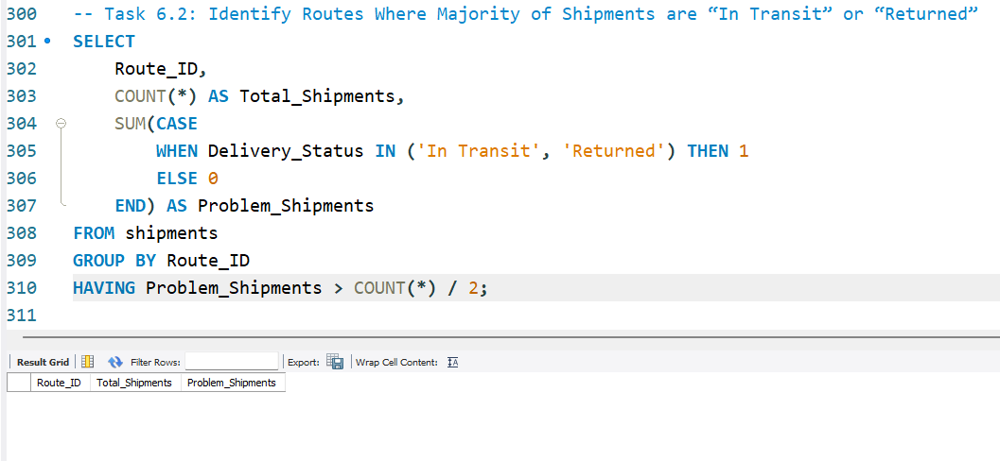 300 -- Task 6.2: Identify Routes Where Majority of Shipments are “In Transit” or “Returned”
301 SELECT
302 Route_ID,
303 COUNT(*) AS Total_Shipments,
304 SUM(CASE
305 WHEN Delivery_Status IN ('In Transit', 'Returned') THEN 1
306 ELSE 0
307 END) AS Problem_Shipments
308 FROM shipments
309 GROUP BY Route_ID
310 HAVING Problem_Shipments > COUNT(*) / 2;
311
Result Grid Filter Rows: Export: Wrap Cell Content:
Route_ID Total_Shipments Problem_Shipments